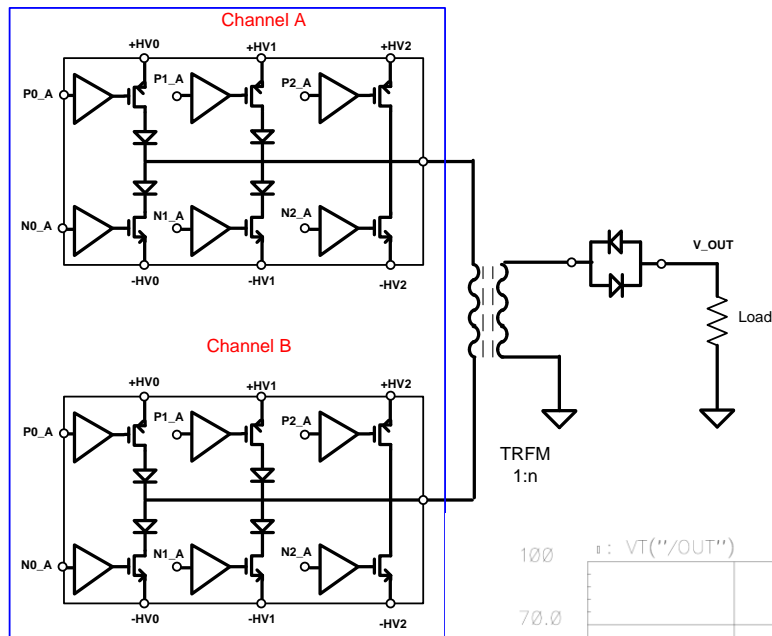 Channel A
+HV0 +HV1 +HV2
P0_A P1_A P2_A
N0_A N1_A N2_A
-HV0 -HV1 -HV2
Channel B
+HV0 +HV1 +HV2
P0_A P1_A P2_A
N0_A N1_A N2_A
-HV0 -HV1 -HV2
TRFM
1:n
V_OUT
Load
: VT("/OUT")
100
70.0